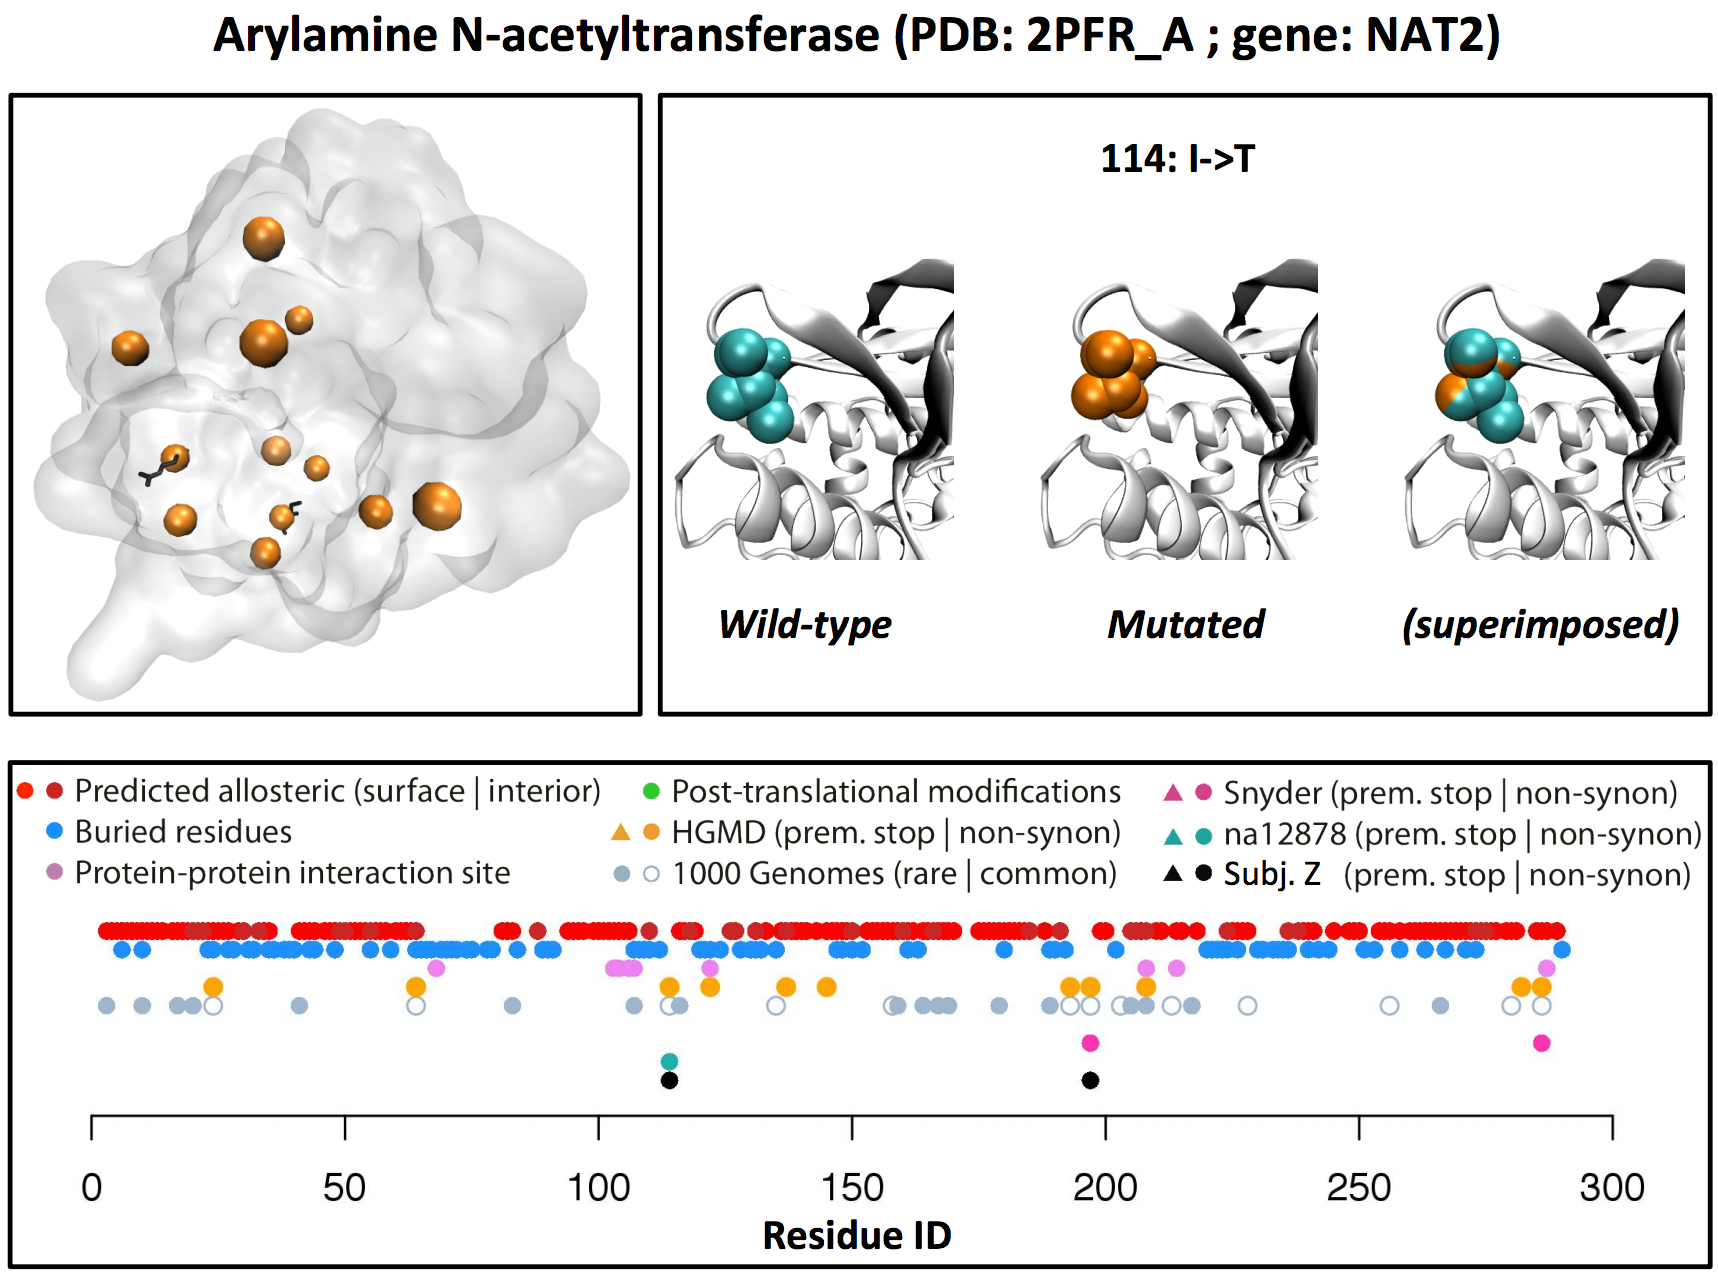 Arylamine N-acetyltransferase (PDB: 2PFR_A ; gene: NAT2)
114: I->T
Wild-type
Mutated
(superimposed)
Predicted allosteric (surface | interior)
Buried residues
Protein-protein interaction site
Post-translational modifications
HGMD (prem. stop | non-synon)
1000 Genomes (rare | common)
Snyder (prem. stop | non-synon)
na12878 (prem. stop | non-synon)
Subj. Z (prem. stop | non-synon)
0 50 100 150 200 250 300
Residue ID